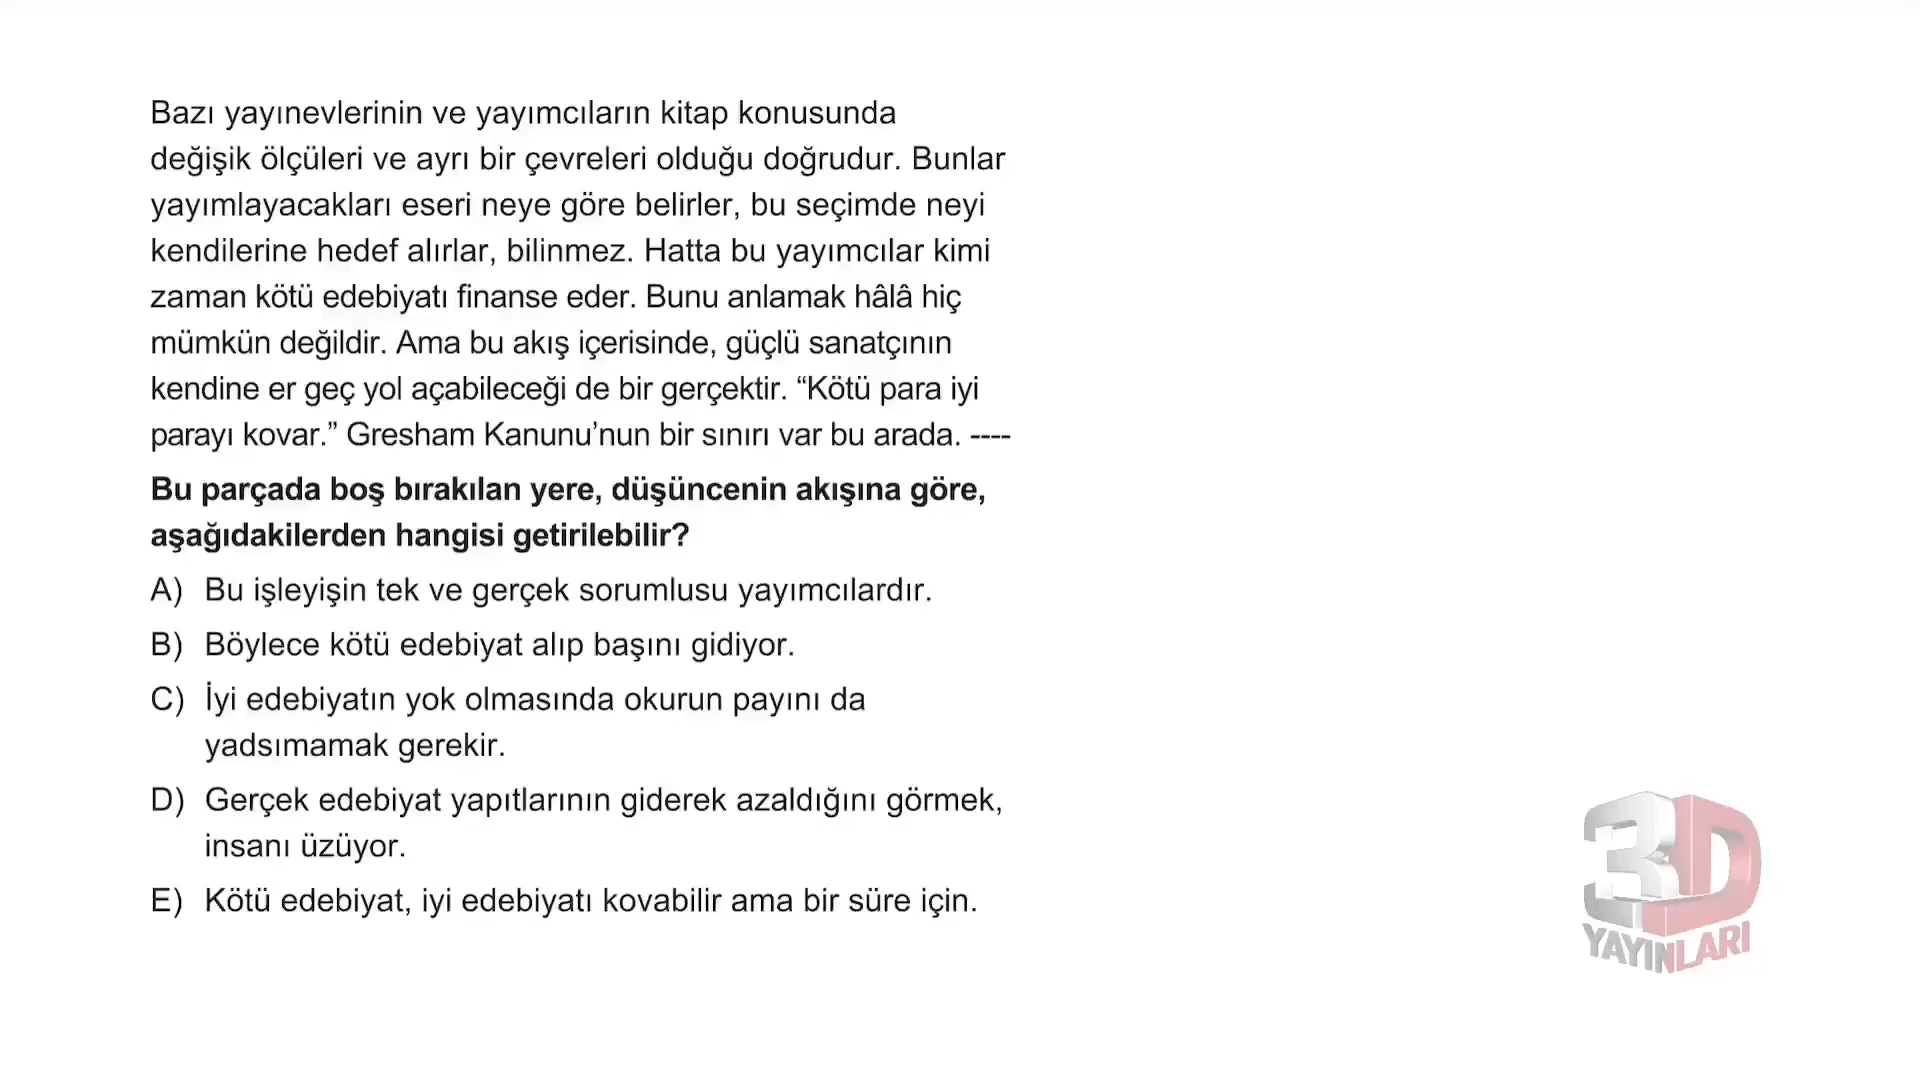 Bazı yayınevlerinin ve yayımcıların kitap konusunda
değişik ölçüleri ve ayrı bir çevreleri olduğu doğrudur. Bunlar
yayımlayacakları eseri neye göre belirler, bu seçimde neyi
kendilerine hedef alırlar, bilinmez. Hatta bu yayımcılar kimi
zaman kötü edebiyatı finanse eder. Bunu anlamak hâlâ hiç
mümkün değildir. Ama bu akış içerisinde, güçlü sanatçının
kendine er geç yol açabileceği de bir gerçektir. “Kötü para iyi
parayı kovar.” Gresham Kanunu’nun bir sınırı var bu arada. ----
Bu parçada boş bırakılan yere, düşüncenin akışına göre,
aşağıdakilerden hangisi getirilebilir?
A) Bu işleyişin tek ve gerçek sorumlusu yayımcılardır.
B) Böylece kötü edebiyat alıp başını gidiyor.
C) İyi edebiyatın yok olmasında okurun payını da
yadsımamak gerekir.
D) Gerçek edebiyat yapıtlarının giderek azaldığını görmek,
insanı üzüyor.
E) Kötü edebiyat, iyi edebiyatı kovabilir ama bir süre için.
3D
YAYINLARI